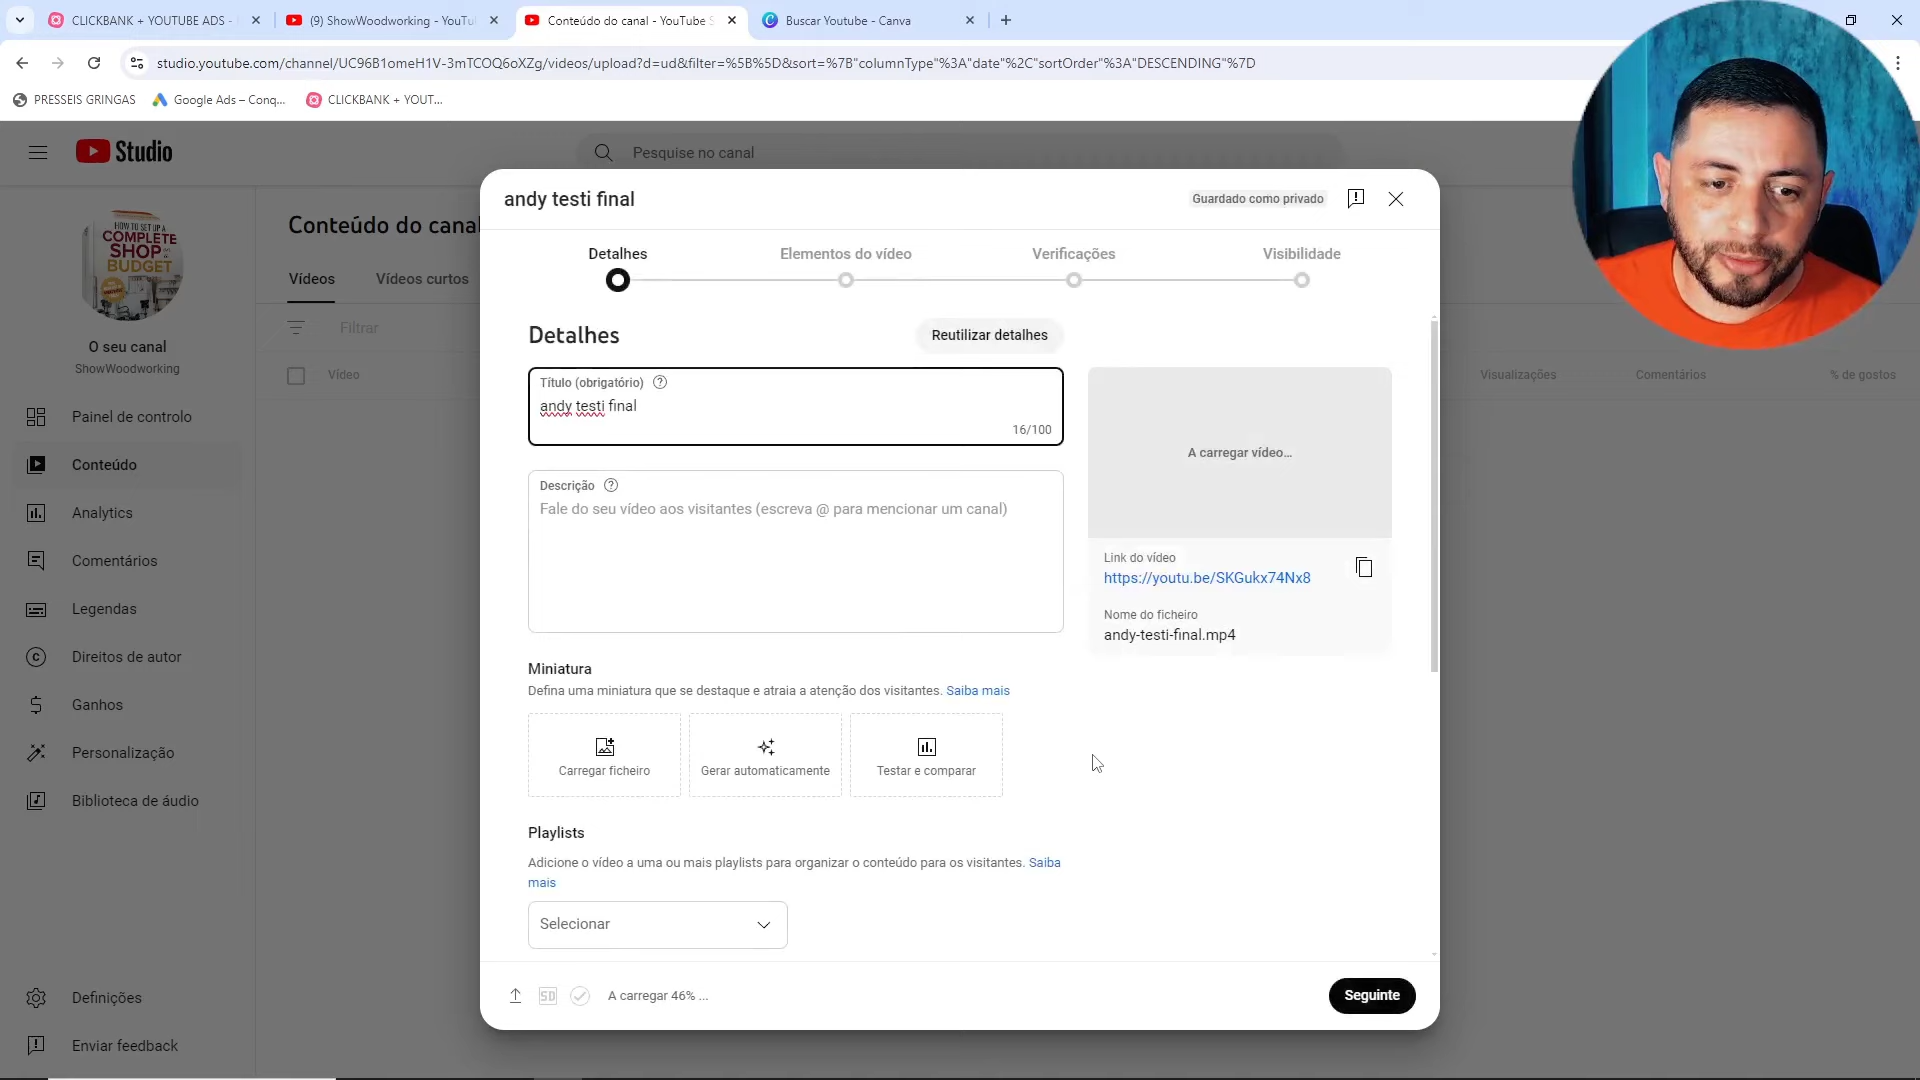 CLICKBANK + YOUTUBE ADS -
(9) ShowWoodworking - YouTu
Conteúdo do canal - YouTube S
Buscar Youtube - Canva
studio.youtube.com/channel/UC96B1omeH1V-3mTCOQ6oXZg/videos/upload?d=ud&filter=%5B%5D&sort=%7B"columnType"%3A"date"%2C"sortOrder"%3A"DESCENDING"%7D
PRESSEIS GRINGAS
Google Ads – Conq...
CLICKBANK + YOUT...
Studio
Pesquise no canal
HOW TO SET UP A
COMPLETE
SHOP
BUDGET
O seu canal
ShowWoodworking
Painel de controlo
Conteúdo
Analytics
Comentários
Legendas
Direitos de autor
Ganhos
Personalização
Biblioteca de áudio
Definições
Enviar feedback
Conteúdo do canal
Vídeos
Vídeos curtos
Filtrar
Vídeo
Visualizações
Comentários
% de gostos
andy testi final
Guardado como privado
Detalhes
Elementos do vídeo
Verificações
Visibilidade
Detalhes
Reutilizar detalhes
Título (obrigatório)
andy testi final
16/100
Descrição
Fale do seu vídeo aos visitantes (escreva @ para mencionar um canal)
A carregar vídeo...
Link do vídeo
https://youtu.be/SKGukx74Nx8
Nome do ficheiro
andy-testi-final.mp4
Miniatura
Defina uma miniatura que se destaque e atraia a atenção dos visitantes. Saiba mais
Carregar ficheiro
Gerar automaticamente
Testar e comparar
Playlists
Adicione o vídeo a uma ou mais playlists para organizar o conteúdo para os visitantes. Saiba
mais
Selecionar
SD
A carregar 46% ...
Seguinte